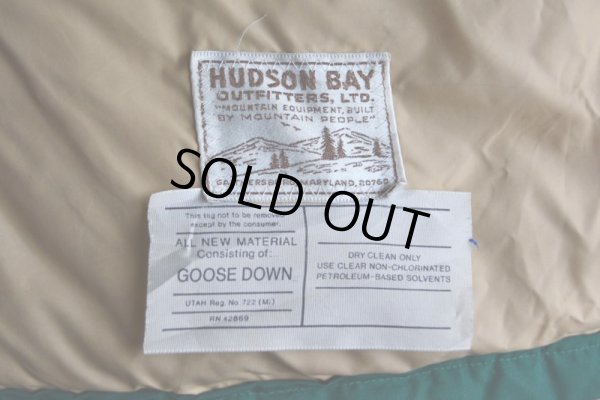 HUDSON BAY
OUTFITTERS, LTD.
"MOUNTAIN EQUIPMENT, BUILT
BY MOUNTAIN PEOPLE"
MARYLAND, 20760
SOLD OUT
This tag not to be removed
except by the consumer.
ALL NEW MATERIAL
Consisting of:..
GOOSE DOWN
UTAH Reg. No. 722 (Mi)
RN 42869
DRY CLEAN ONLY
USE CLEAR NON-CHLORINATED
PETROLEUM-BASED SOLVENTS